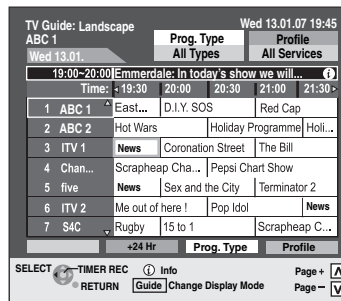 TV Guide: Landscape Wed 13.01.07 19:45
ABC 1 Prog. Type Profile
Wed 13.01. All Types All Services
19:00~20:00 Emmerdale: In today's show we will...
Time: 19:30 20:00 20:30 21:00 21:30
1 ABC 1 East... D.I.Y. SOS Red Cap
2 ABC 2 Hot Wars Holiday Programme Holi...
3 ITV 1 News Coronation Street The Bill
4 Chan... Scrapheap Cha... Pepsi Chart Show
5 five News Sex and the City Terminator 2
6 ITV 2 Me out of here ! Pop Idol News
7 S4C Rugby 15 to 1 Scrapheap C...
+24 Hr Prog. Type Profile
SELECT TIMER REC i Info Page +
RETURN Guide Change Display Mode Page −